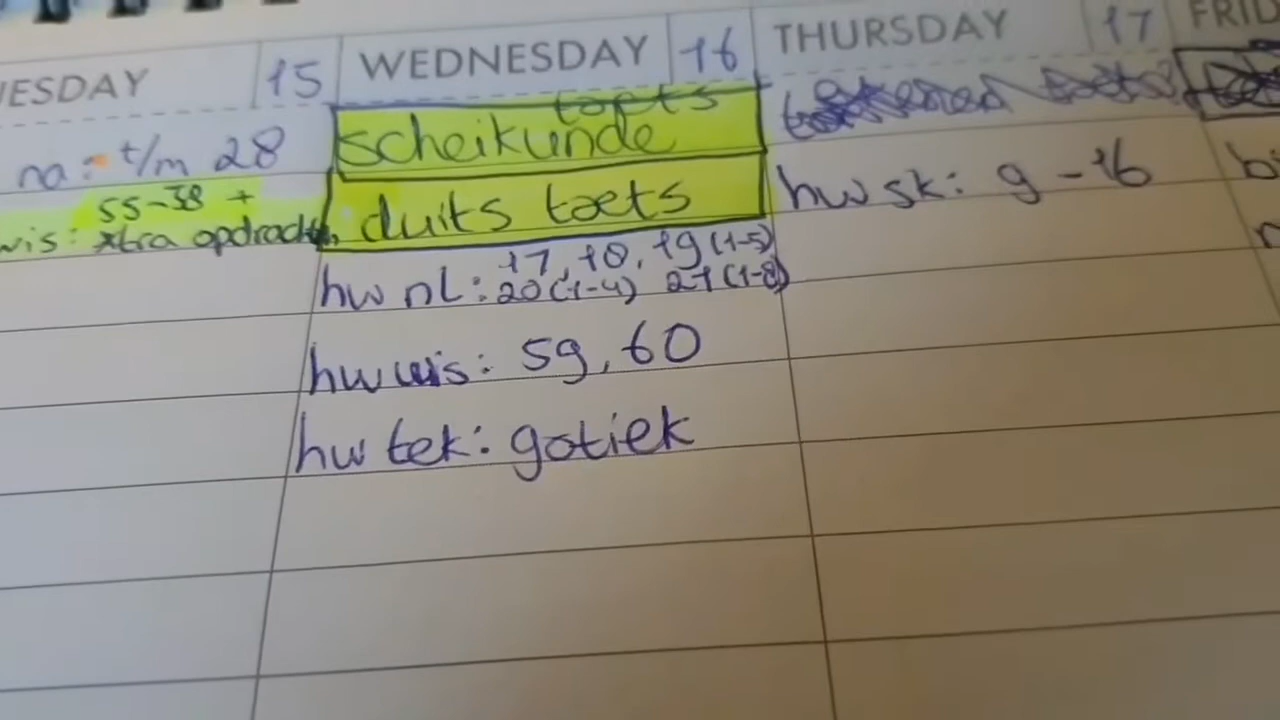 ESDAY 15 WEDNESDAY 16 THURSDAY 17 FRID
na: t/m 28
55-58 +
wis: xtra opdracht.
toets
scheikunde
duits toets
hw nl: 17, 18, 19 (1-5)
20 (1-4) 21 (1-8)
hw wis: 59, 60
hw tek: gotiek
hw sk: 9 - 16